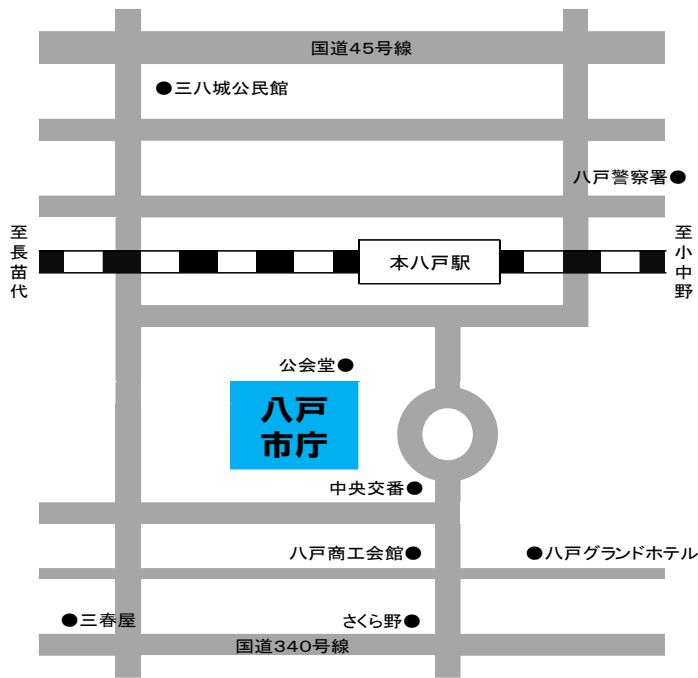 国道45号線
●三八城公民館
八戸警察署●
至長苗代
本八戸駅
至小中野
公会堂●
八戸
市庁
中央交番●
八戸商工会館●
●八戸グランドホテル
●三春屋
さくら野●
国道340号線